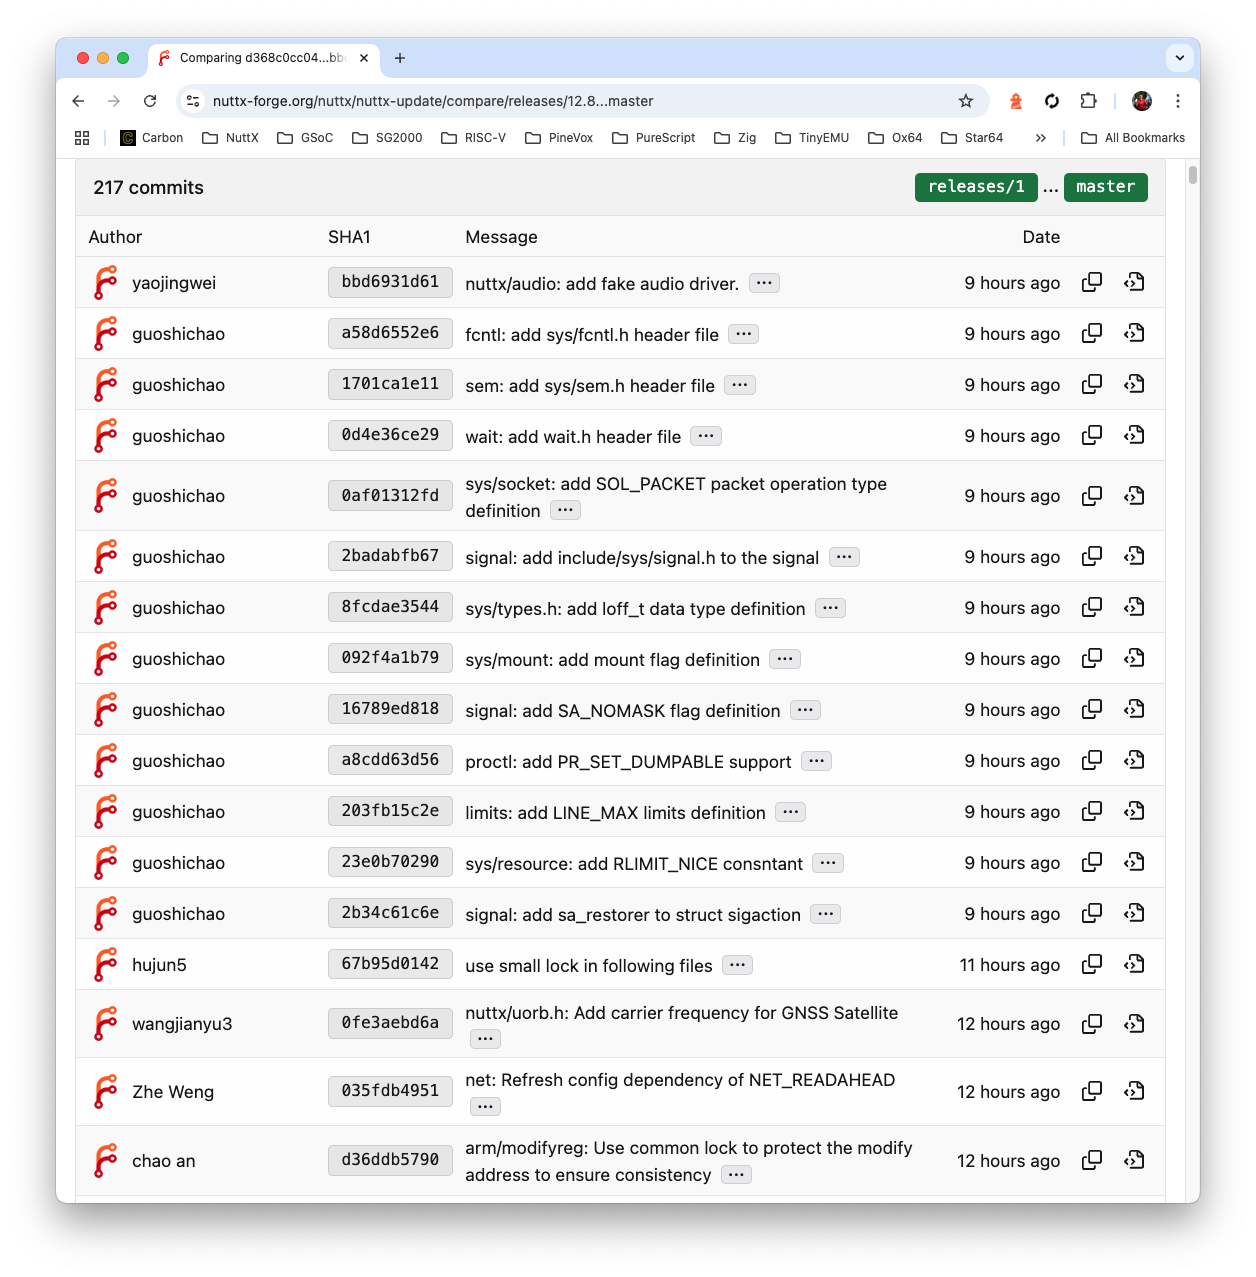 Comparing d368c0cc04...bb
nuttx-forge.org/nuttx/nuttx-update/compare/releases/12.8...master
Carbon NuttX GSoC SG2000 RISC-V PineVox PureScript Zig TinyEMU Ox64 Star64 » All Bookmarks
217 commits releases/1 ... master
Author SHA1 Message Date
yaojingwei bbd6931d61 nuttx/audio: add fake audio driver. ... 9 hours ago
guoshichao a58d6552e6 fcntl: add sys/fcntl.h header file ... 9 hours ago
guoshichao 1701ca1e11 sem: add sys/sem.h header file ... 9 hours ago
guoshichao 0d4e36ce29 wait: add wait.h header file ... 9 hours ago
guoshichao 0af01312fd sys/socket: add SOL_PACKET packet operation type 9 hours ago
definition ...
guoshichao 2badabfb67 signal: add include/sys/signal.h to the signal ... 9 hours ago
guoshichao 8fcdae3544 sys/types.h: add loff_t data type definition ... 9 hours ago
guoshichao 092f4a1b79 sys/mount: add mount flag definition ... 9 hours ago
guoshichao 16789ed818 signal: add SA_NOMASK flag definition ... 9 hours ago
guoshichao a8cdd63d56 proctl: add PR_SET_DUMPABLE support ... 9 hours ago
guoshichao 203fb15c2e limits: add LINE_MAX limits definition ... 9 hours ago
guoshichao 23e0b70290 sys/resource: add RLIMIT_NICE consntant ... 9 hours ago
guoshichao 2b34c61c6e signal: add sa_restorer to struct sigaction ... 9 hours ago
hujun5 67b95d0142 use small lock in following files ... 11 hours ago
wangjianyu3 0fe3aebd6a nuttx/uorb.h: Add carrier frequency for GNSS Satellite 12 hours ago
...
Zhe Weng 035fdb4951 net: Refresh config dependency of NET_READAHEAD 12 hours ago
...
chao an d36ddb5790 arm/modifyreg: Use common lock to protect the modify 12 hours ago
address to ensure consistency ...